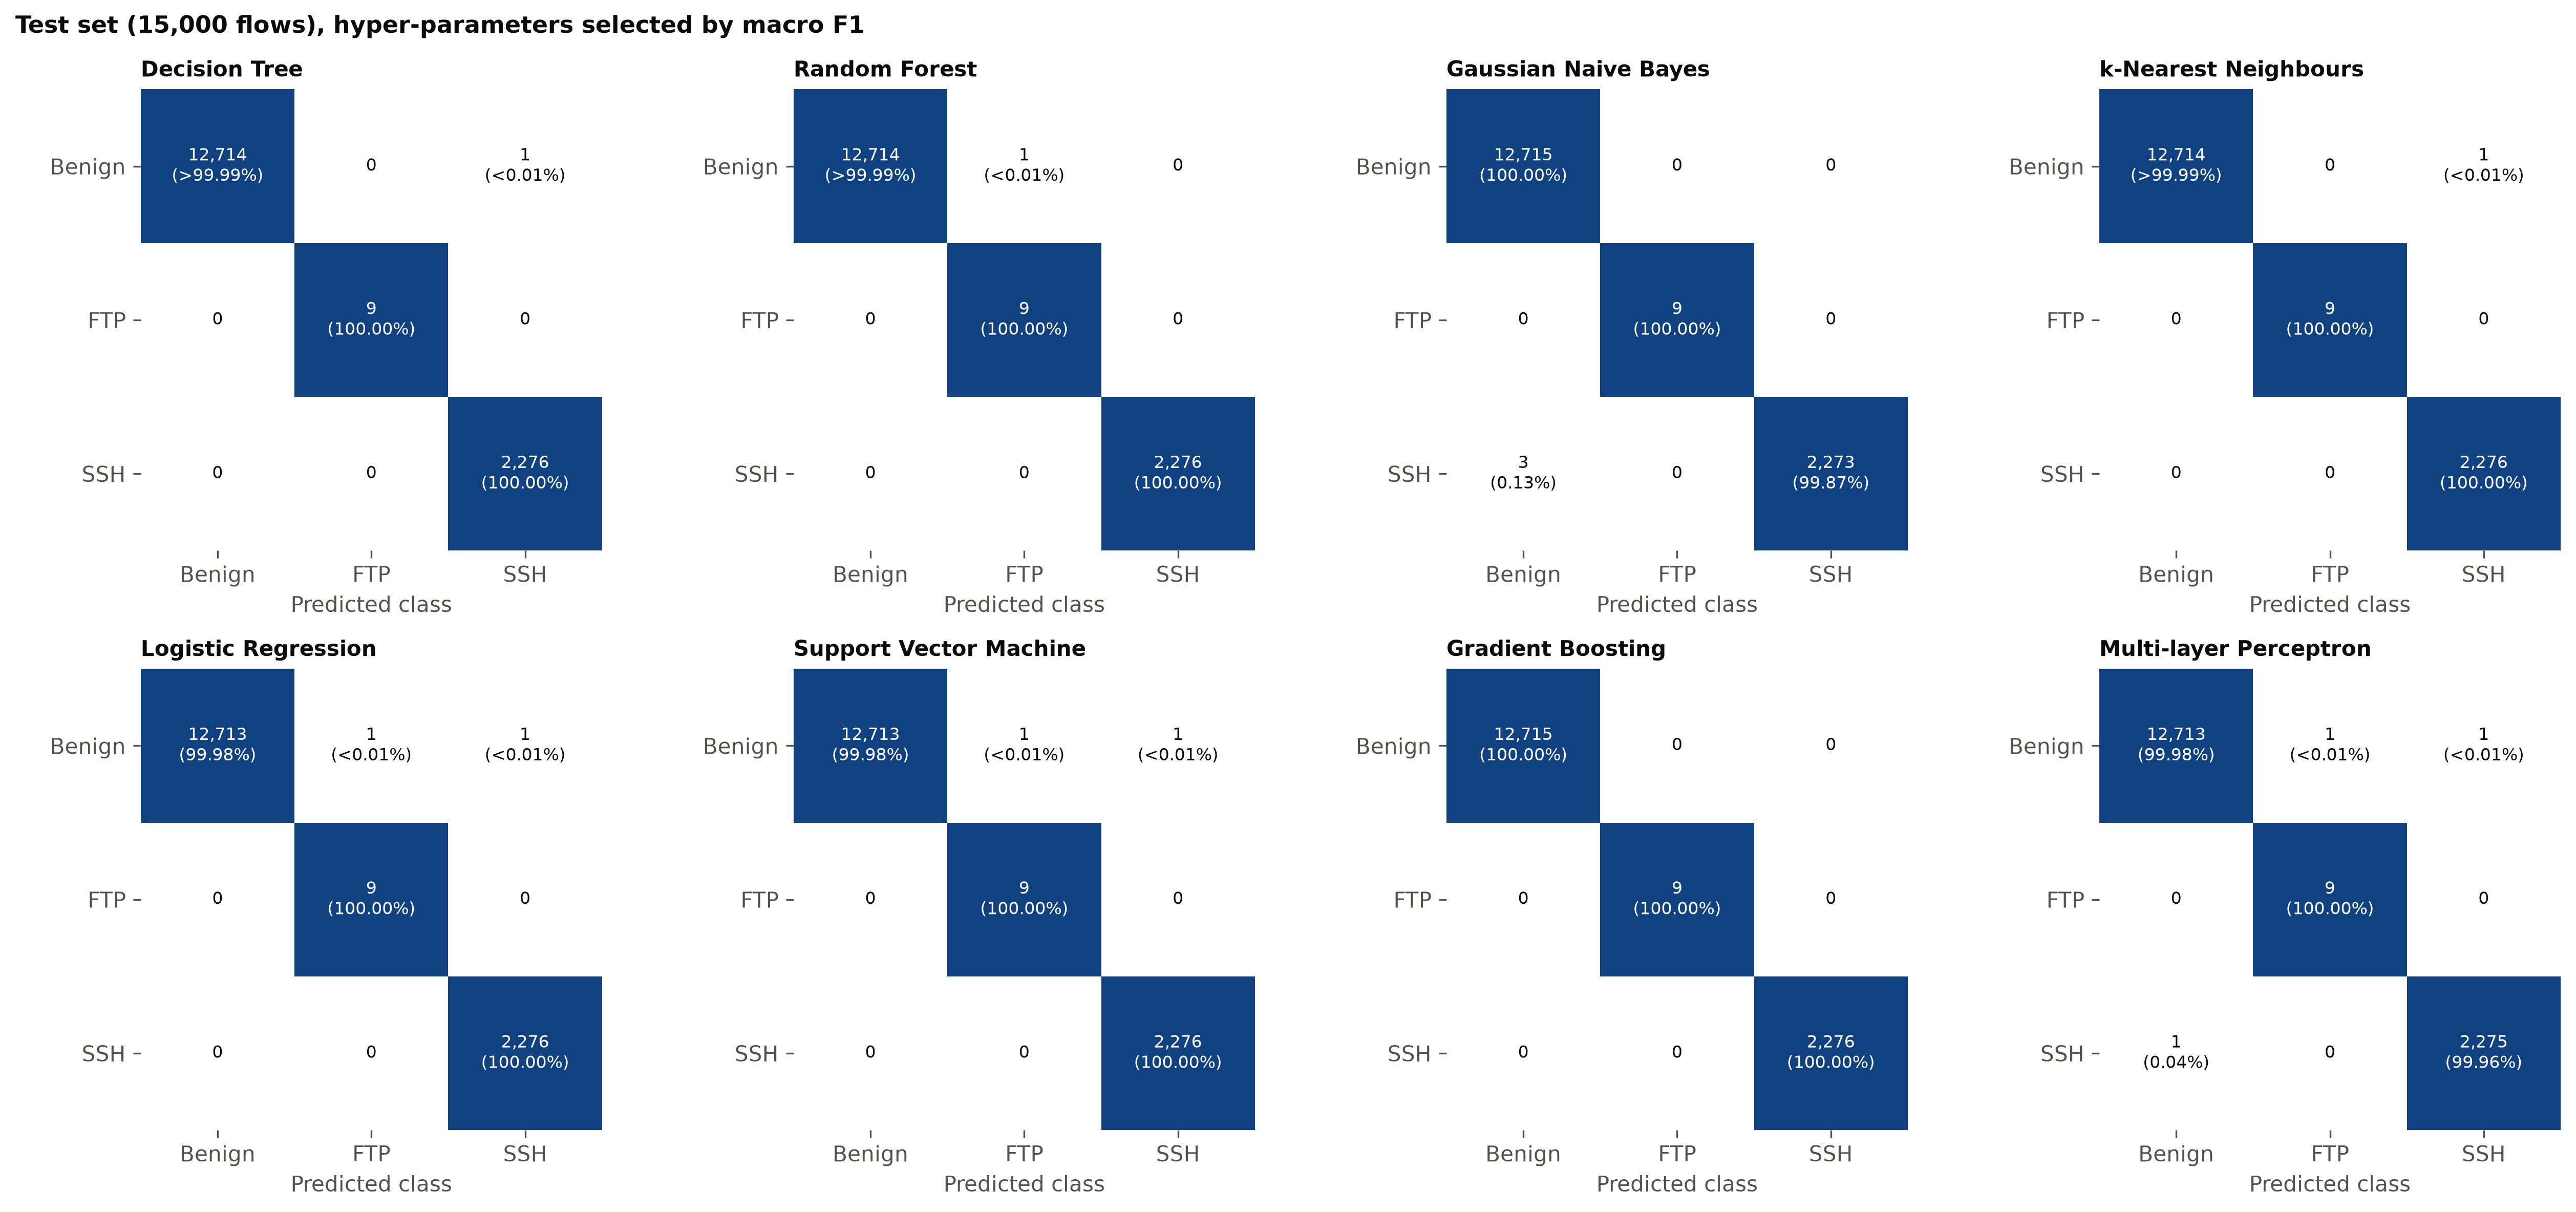 Test set (15,000 flows), hyper-parameters selected by macro F1
Decision Tree
Benign
12,714
(>99.99%)
0
1
(<0.01%)
FTP
0
9
(100.00%)
0
SSH
0
0
2,276
(100.00%)
Benign FTP SSH
Predicted class
Random Forest
Benign
12,714
(>99.99%)
1
(<0.01%)
0
FTP
0
9
(100.00%)
0
SSH
0
0
2,276
(100.00%)
Benign FTP SSH
Predicted class
Gaussian Naive Bayes
Benign
12,715
(100.00%)
0
0
FTP
0
9
(100.00%)
0
SSH
3
(0.13%)
0
2,273
(99.87%)
Benign FTP SSH
Predicted class
k-Nearest Neighbours
Benign
12,714
(>99.99%)
0
1
(<0.01%)
FTP
0
9
(100.00%)
0
SSH
0
0
2,276
(100.00%)
Benign FTP SSH
Predicted class
Logistic Regression
Benign
12,713
(99.98%)
1
(<0.01%)
1
(<0.01%)
FTP
0
9
(100.00%)
0
SSH
0
0
2,276
(100.00%)
Benign FTP SSH
Predicted class
Support Vector Machine
Benign
12,713
(99.98%)
1
(<0.01%)
1
(<0.01%)
FTP
0
9
(100.00%)
0
SSH
0
0
2,276
(100.00%)
Benign FTP SSH
Predicted class
Gradient Boosting
Benign
12,715
(100.00%)
0
0
FTP
0
9
(100.00%)
0
SSH
0
0
2,276
(100.00%)
Benign FTP SSH
Predicted class
Multi-layer Perceptron
Benign
12,713
(99.98%)
1
(<0.01%)
1
(<0.01%)
FTP
0
9
(100.00%)
0
SSH
1
(0.04%)
0
2,275
(99.96%)
Benign FTP SSH
Predicted class